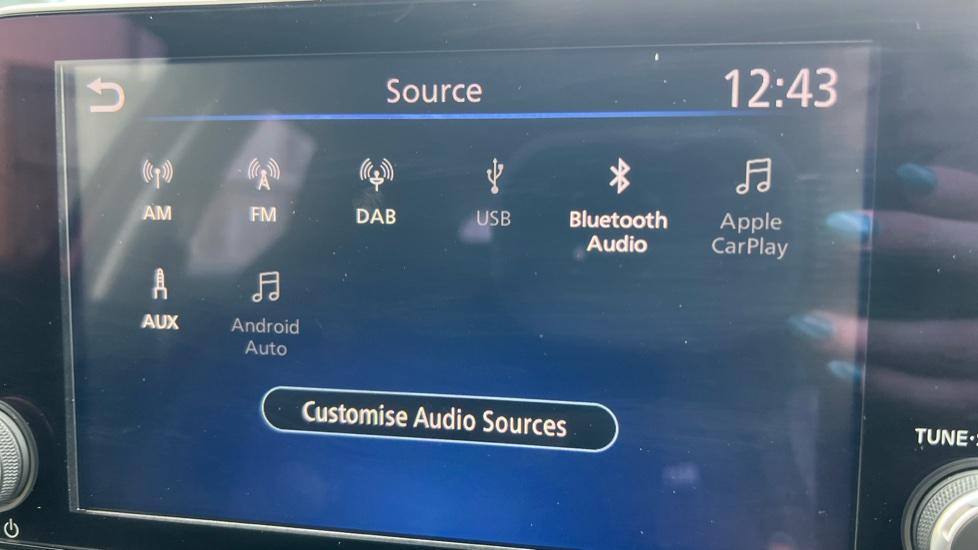 Source
12:43
AM
FM
DAB
USB
Bluetooth
Audio
Apple
CarPlay
AUX
Android
Auto
Customise Audio Sources
TUNE